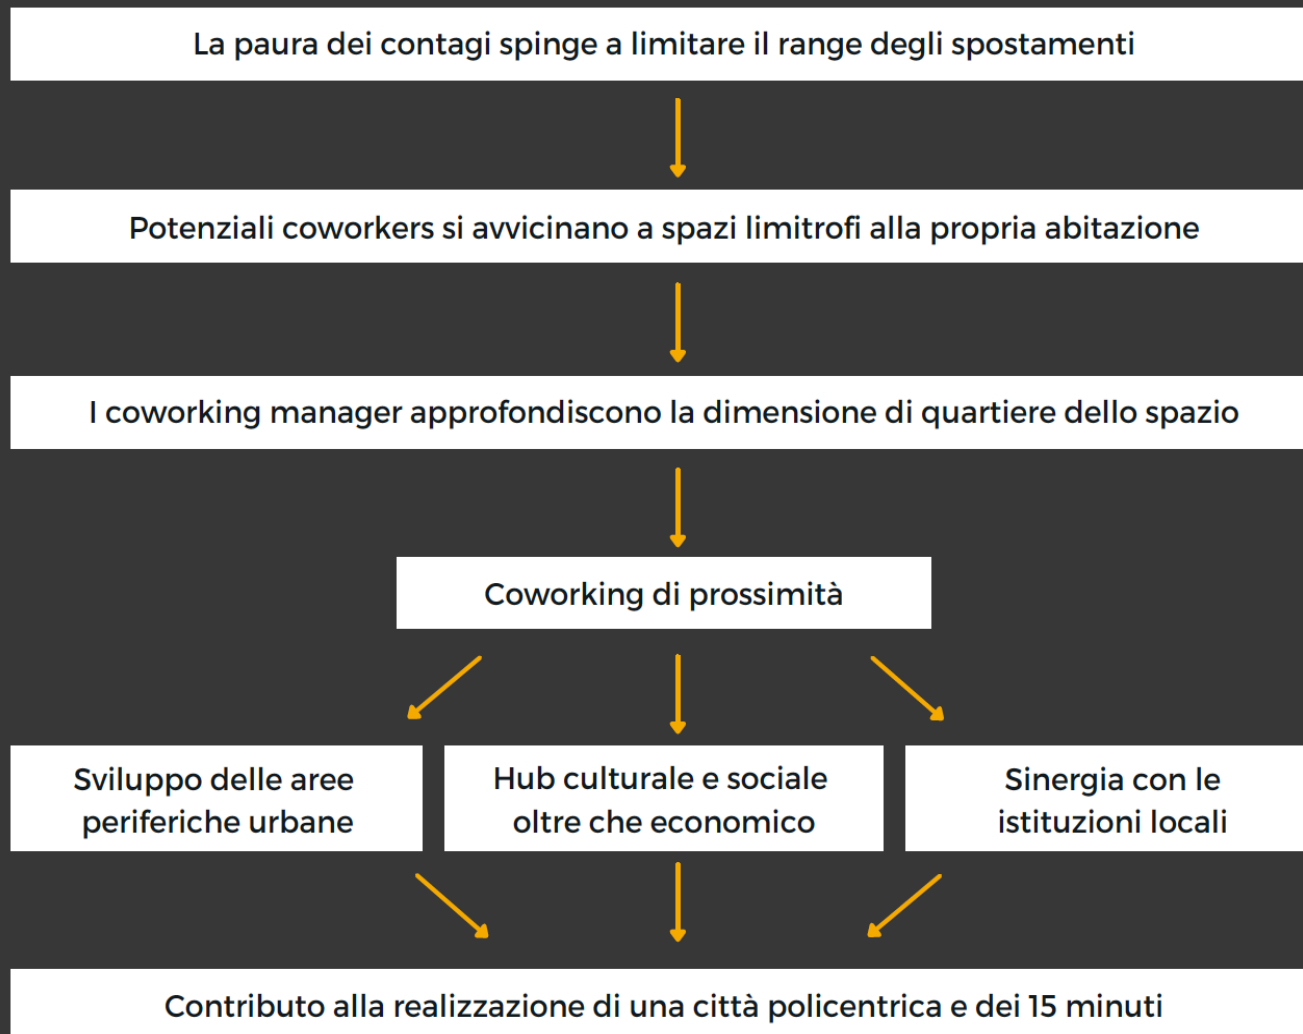 La paura dei contagi spinge a limitare il range degli spostamenti
Potenziali coworkers si avvicinano a spazi limitrofi alla propria abitazione
I coworking manager approfondiscono la dimensione di quartiere dello spazio
Coworking di prossimità
Sviluppo delle aree
periferiche urbane
Hub culturale e sociale
oltre che economico
Sinergia con le
istituzioni locali
Contributo alla realizzazione di una città policentrica e dei 15 minuti